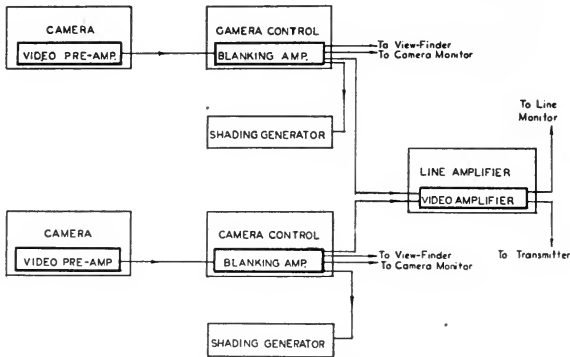 CAMERA
VIDEO PRE-AMP.
CAMERA CONTROL
BLANKING AMP.
To View-Finder
To Camera Monitor
SHADING GENERATOR
To Line
Monitor
LINE AMPLIFIER
VIDEO AMPLIFIER
To Transmitter
CAMERA
VIDEO PRE-AMP
CAMERA CONTROL
BLANKING AMP.
To View-Finder
To Camera Monitor
SHADING GENERATOR